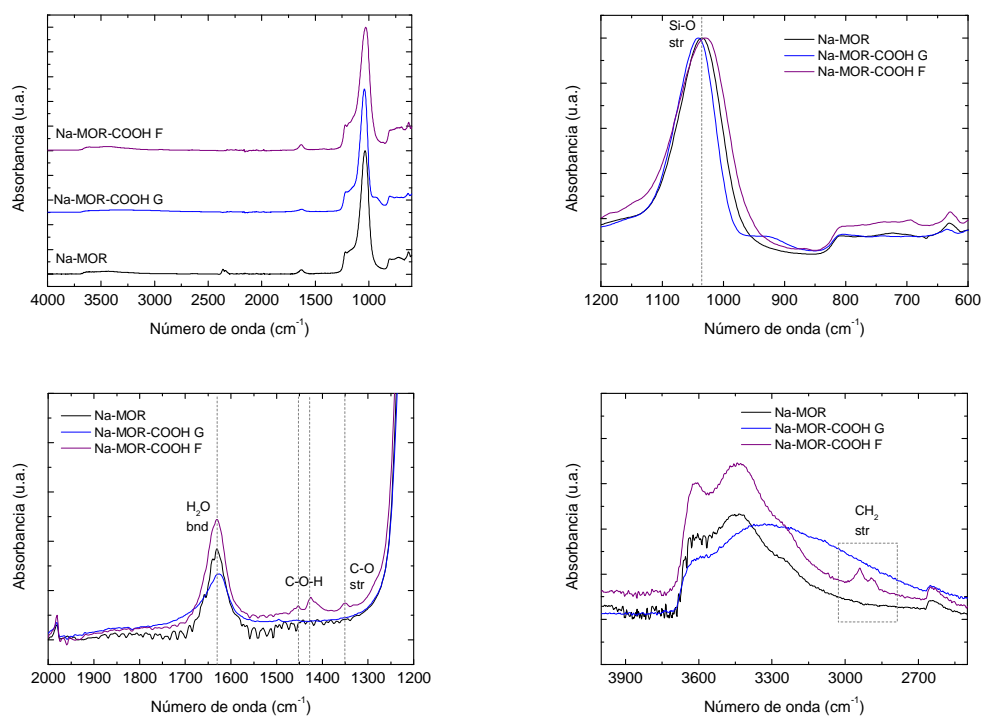 Absorbancia (u.a.)
Na-MOR-COOH F
Na-MOR-COOH G
Na-MOR
4000 3500 3000 2500 2000 1500 1000
Número de onda (cm⁻¹)
Absorbancia (u.a.)
Si-O
str
Na-MOR
Na-MOR-COOH G
Na-MOR-COOH F
1200 1100 1000 900 800 700 600
Número de onda (cm⁻¹)
Absorbancia (u.a.)
Na-MOR
Na-MOR-COOH G
Na-MOR-COOH F
H₂O
bnd
C-O-H
C-O
str
2000 1900 1800 1700 1600 1500 1400 1300 1200
Número de onda (cm⁻¹)
Absorbancia (u.a.)
Na-MOR
Na-MOR-COOH G
Na-MOR-COOH F
CH₂
str
3900 3600 3300 3000 2700
Número de onda (cm⁻¹)